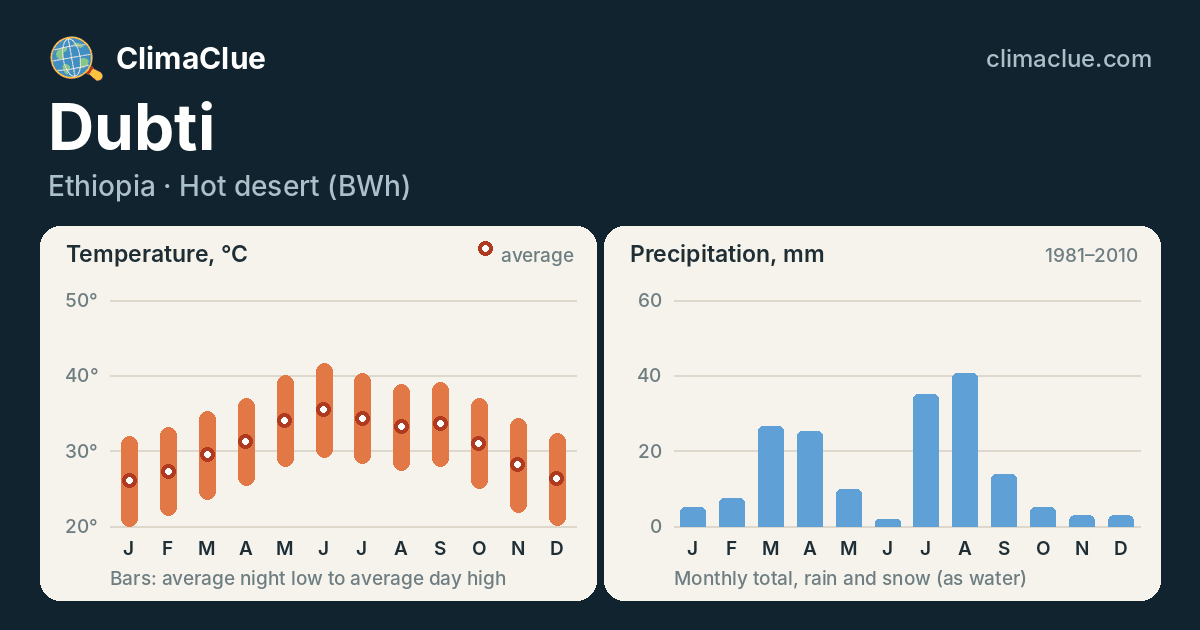 ClimaClue
climaclue.com
Dubti
Ethiopia · Hot desert (BWh)
Temperature, °C
average
50°
40°
30°
20°
J F M A M J J A S O N D
Bars: average night low to average day high
Precipitation, mm
1981–2010
60
40
20
0
J F M A M J J A S O N D
Monthly total, rain and snow (as water)